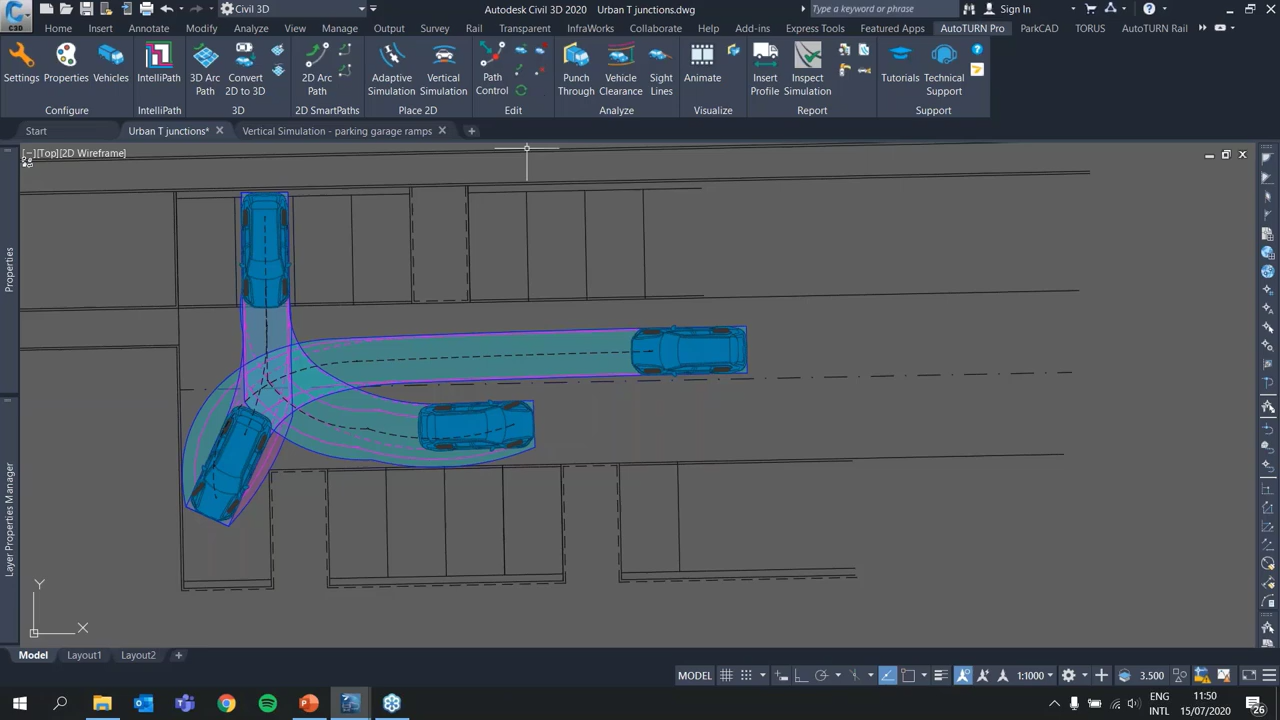 Civil 3D
Autodesk Civil 3D 2020 Urban T junctions.dwg
Type a keyword or phrase
Sign In
C3D
Home Insert Annotate Modify Analyze View Manage Output Survey Rail Transparent InfraWorks Collaborate Help Add-ins Express Tools Featured Apps AutoTURN Pro ParkCAD TORUS AutoTURN Rail
Settings Properties Vehicles IntelliPath 3D Arc Path Convert 2D to 3D 2D Arc Path Adaptive Simulation Vertical Simulation Path Control Punch Through Vehicle Clearance Sight Lines Animate Insert Profile Inspect Simulation Tutorials Technical Support
Configure IntelliPath 3D 2D SmartPaths Place 2D Edit Analyze Visualize Report Support
Start Urban T junctions* Vertical Simulation - parking garage ramps
[−][Top][2D Wireframe]
Properties
Layer Properties Manager
Y
X
Model Layout1 Layout2
MODEL 1:1000 3.500
ENG 11:50
INTL 15/07/2020 26